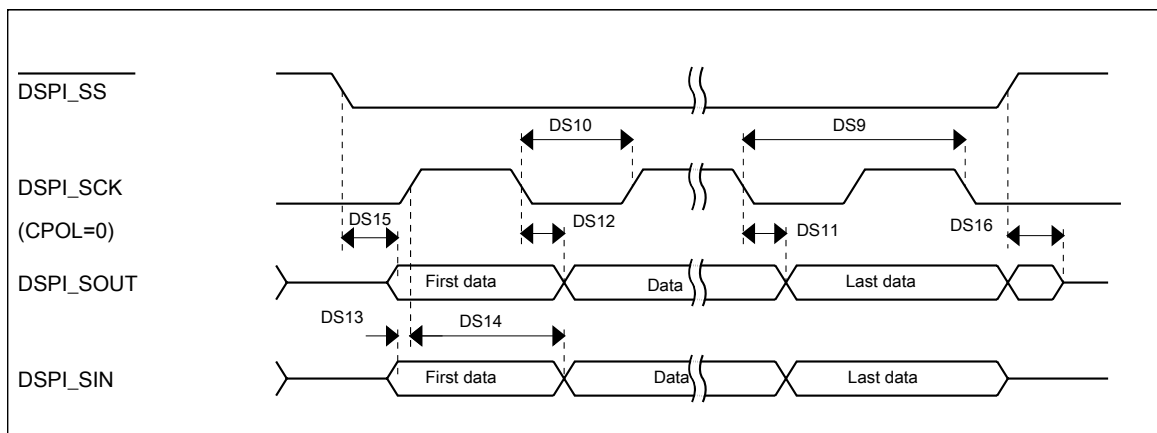 DSPI_SS
DS10
DS9
DSPI_SCK
(CPOL=0)
DS15
DS12
DS11
DS16
DSPI_SOUT
First data
Data
Last data
DS13
DS14
DSPI_SIN
First data
Data
Last data